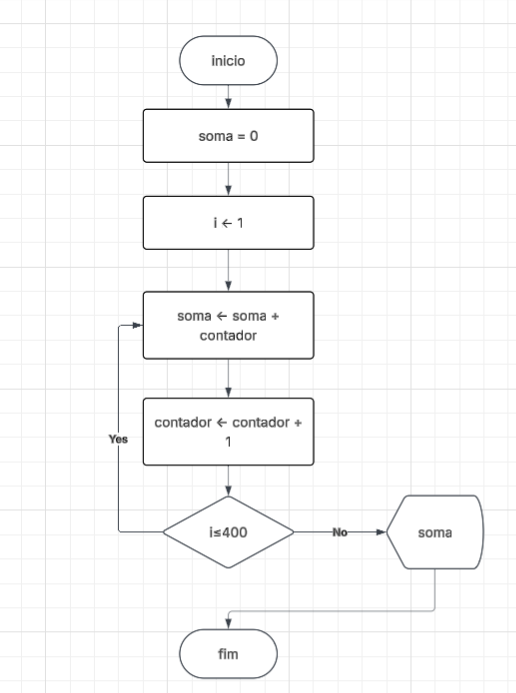 inicio
soma = 0
i ← 1
soma ← soma +
contador
contador ← contador +
1
Yes
i≤400
No
soma
fim